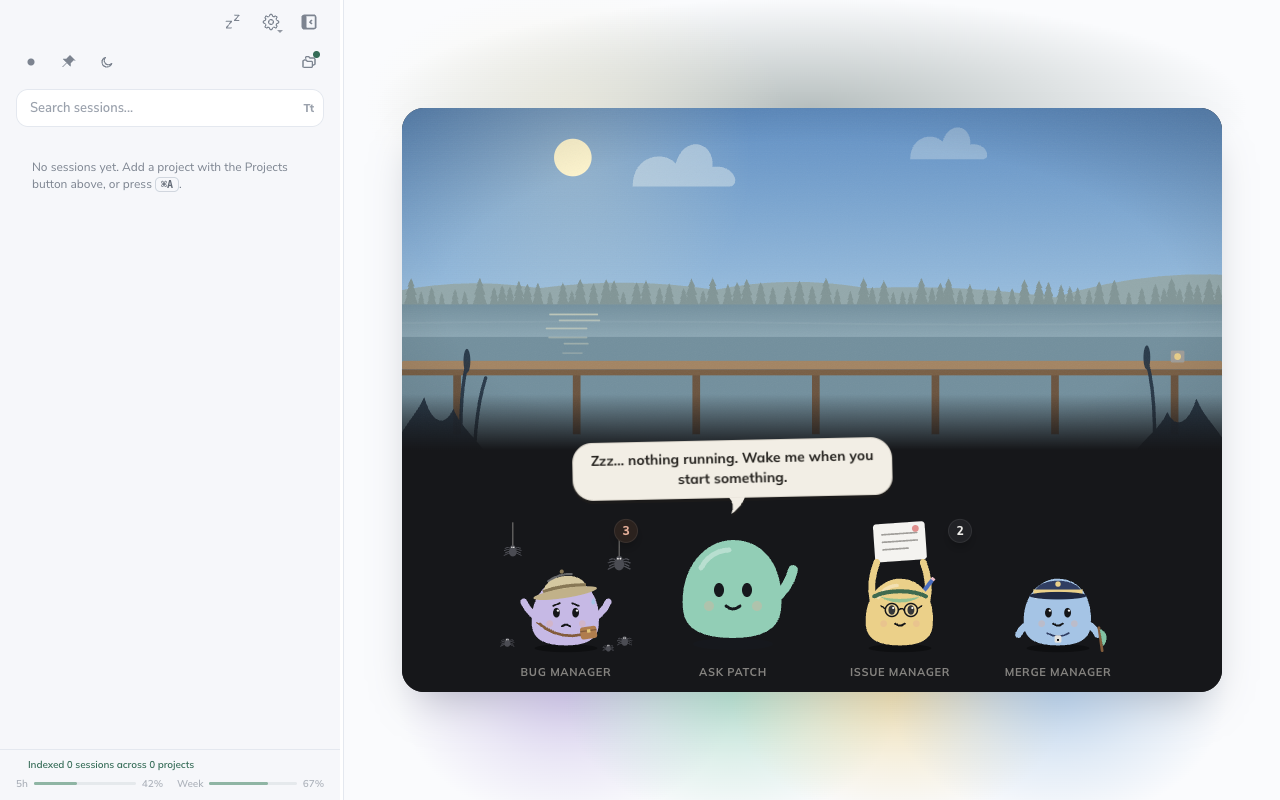 zz
Search sessions...
Tt
No sessions yet. Add a project with the Projects
button above, or press ⌘A.
Zzz... nothing running. Wake me when you
start something.
3
2
BUG MANAGER
ASK PATCH
ISSUE MANAGER
MERGE MANAGER
Indexed 0 sessions across 0 projects
5h 42% Week 67%